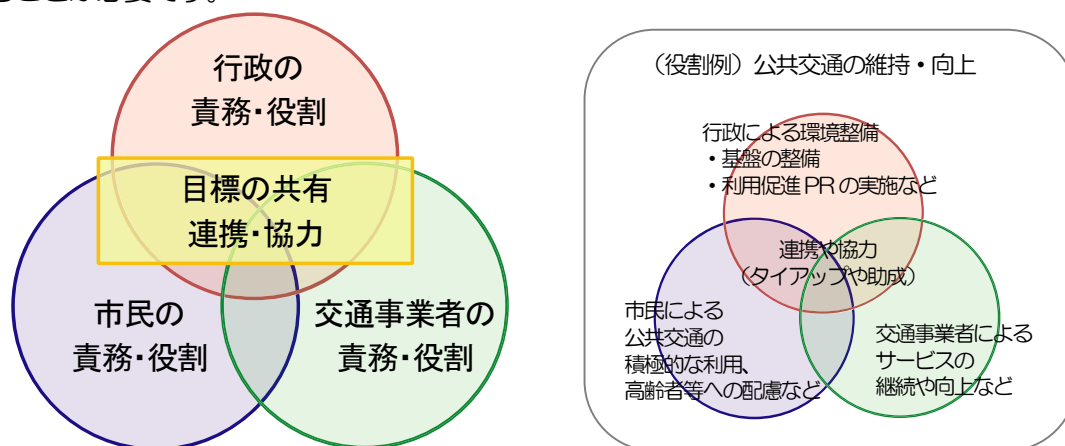 行政の
責務・役割
目標の共有
連携・協力
市民の
責務・役割
交通事業者の
責務・役割
（役割例）公共交通の維持・向上
行政による環境整備
・基盤の整備
・利用促進PRの実施など
連携や協力
（タイアップや助成）
市民による
公共交通の
積極的な利用、
高齢者等への配慮など
交通事業者による
サービスの
継続や向上など